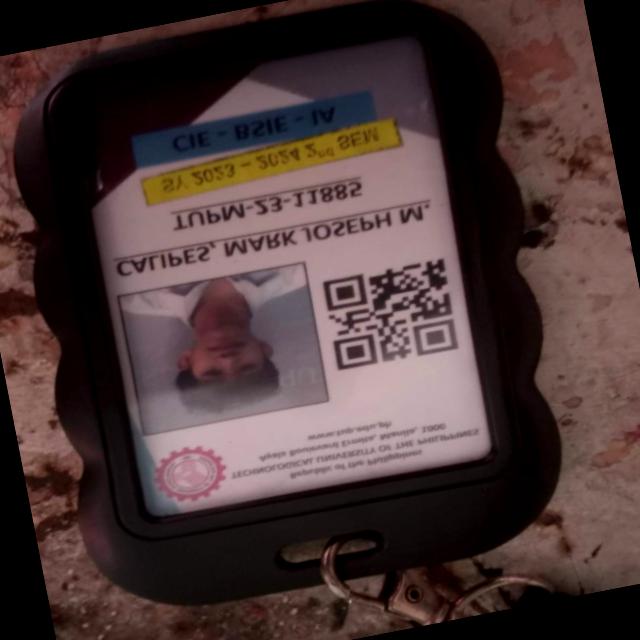 Republic of the Philippines
TECHNOLOGICAL UNIVERSITY OF THE PHILIPPINES
Ayala Boulevard Ermita, Manila, 1000
www.tup.edu.ph
CALIPES, MARK JOSEPH M.
TUPM-23-11885
SY. 2023 - 2024 2ND SEM
CIE - BSIE - IA